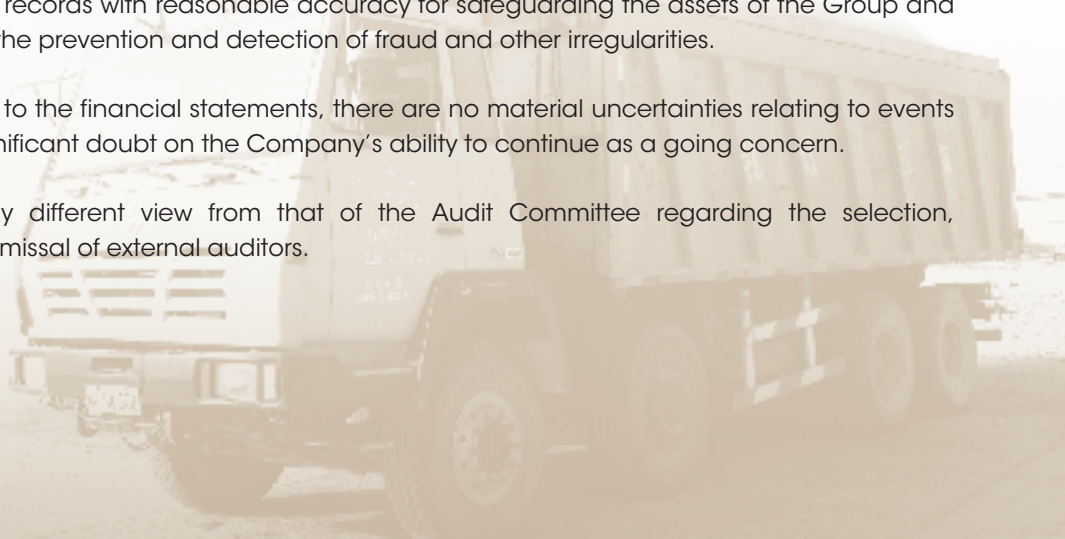 records with reasonable accuracy for safeguarding the assets of the Group and
the prevention and detection of fraud and other irregularities.
to the financial statements, there are no material uncertainties relating to events
nificant doubt on the Company's ability to continue as a going concern.
y different view from that of the Audit Committee regarding the selection,
missal of external auditors.